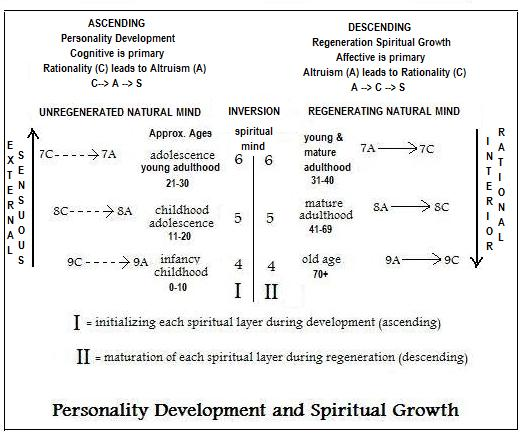 ASCENDING
Personality Development
Cognitive is primary
Rationality (C) leads to Altruism (A)
C--> A --> S
DESCENDING
Regeneration Spiritual Growth
Affective is primary
Altruism (A) leads to Rationality (C)
A --> C --> S
UNREGENERATED NATURAL MIND
INVERSION
REGENERATING NATURAL MIND
EXTERNAL
SENSUOUS
Approx. Ages
spiritual
mind
7C----->7A
adolescence
young adulthood
21-30
6 6
young &
mature
adulthood
31-40
7A-->7C
8C----->8A
childhood
adolescence
11-20
5 5
mature
adulthood
41-69
8A-->8C
9C---->9A
infancy
childhood
0-10
4 4
old age
70+
9A-->9C
I II
INTERIOR
RATIONAL
I = initializing each spiritual layer during development (ascending)
II = maturation of each spiritual layer during regeneration (descending)
Personality Development and Spiritual Growth